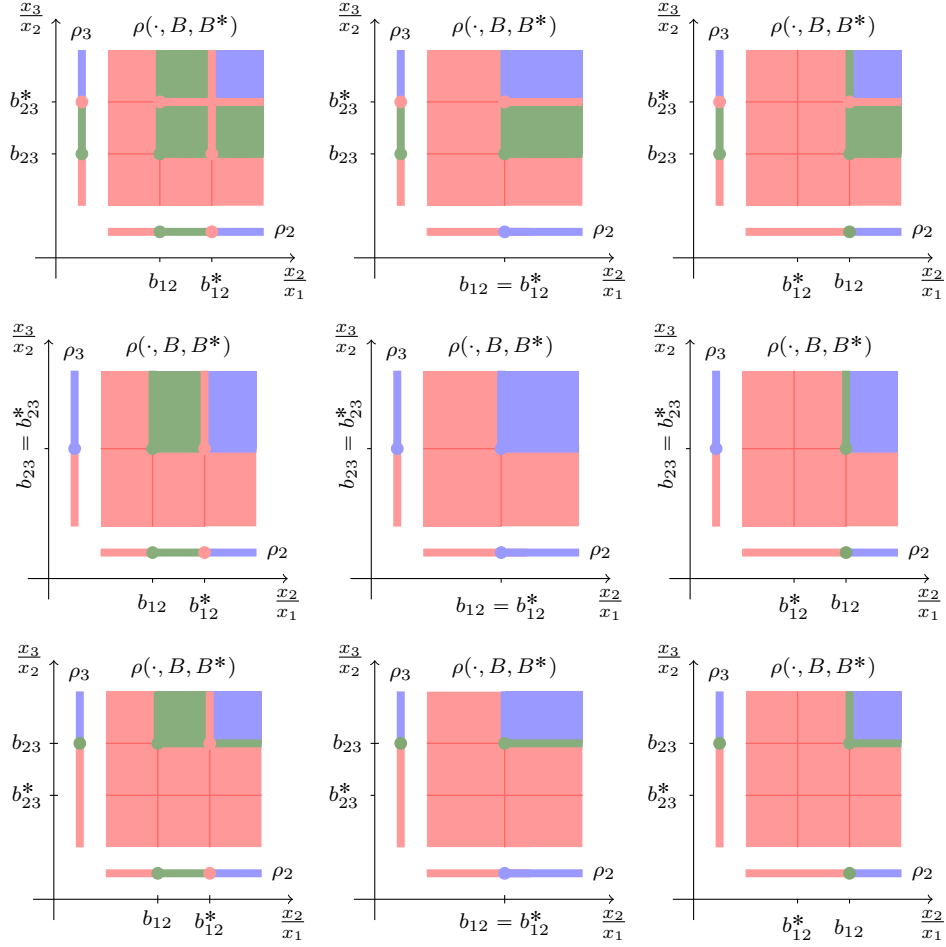 x₃/x₂ ρ₃ ρ(·, B, B*)
b*₂₃
b₂₃
ρ₂
b₁₂ b*₁₂ x₂/x₁
x₃/x₂ ρ₃ ρ(·, B, B*)
ρ₂
b₁₂ = b*₁₂ x₂/x₁
x₃/x₂ ρ₃ ρ(·, B, B*)
b*₂₃
b₂₃
ρ₂
b*₁₂ b₁₂ x₂/x₁
x₃/x₂ ρ₃ ρ(·, B, B*)
b₂₃ = b*₂₃
ρ₂
b₁₂ b*₁₂ x₂/x₁
x₃/x₂ ρ₃ ρ(·, B, B*)
b₂₃ = b*₂₃
ρ₂
b₁₂ = b*₁₂ x₂/x₁
x₃/x₂ ρ₃ ρ(·, B, B*)
b₂₃ = b*₂₃
ρ₂
b*₁₂ b₁₂ x₂/x₁
x₃/x₂ ρ₃ ρ(·, B, B*)
b₂₃
b*₂₃
ρ₂
b₁₂ b*₁₂ x₂/x₁
x₃/x₂ ρ₃ ρ(·, B, B*)
b₂₃
b*₂₃
ρ₂
b₁₂ = b*₁₂ x₂/x₁
x₃/x₂ ρ₃ ρ(·, B, B*)
b₂₃
b*₂₃
ρ₂
b*₁₂ b₁₂ x₂/x₁